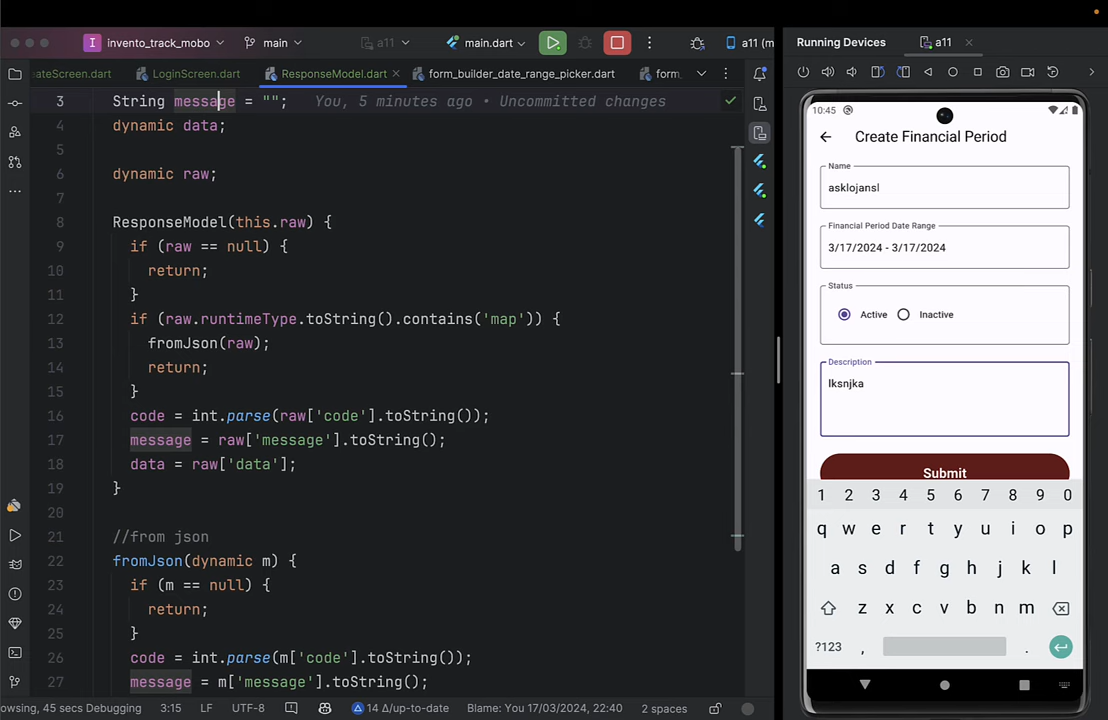 invento_track_mobo
main
a11
main.dart
a11 (m
Running Devices
a11
ateScreen.dart
LoginScreen.dart
ResponseModel.dart
form_builder_date_range_picker.dart
form_
3 String message = ""; You, 5 minutes ago • Uncommitted changes
4 dynamic data;
5
6 dynamic raw;
7
8 ResponseModel(this.raw) {
9 if (raw == null) {
10 return;
11 }
12 if (raw.runtimeType.toString().contains('map')) {
13 fromJson(raw);
14 return;
15 }
16 code = int.parse(raw['code'].toString());
17 message = raw['message'].toString();
18 data = raw['data'];
19 }
20
21 //from json
22 fromJson(dynamic m) {
23 if (m == null) {
24 return;
25 }
26 code = int.parse(m['code'].toString());
27 message = m['message'].toString();
owsing, 45 secs Debugging
3:15
LF
UTF-8
14 Δ/up-to-date
Blame: You 17/03/2024, 22:40
2 spaces
10:45
Create Financial Period
Name
asklojansl
Financial Period Date Range
3/17/2024 - 3/17/2024
Status
Active
Inactive
Description
lksnjka
Submit
1 2 3 4 5 6 7 8 9 0
q w e r t y u i o p
a s d f g h j k l
z x c v b n m
?123 , .